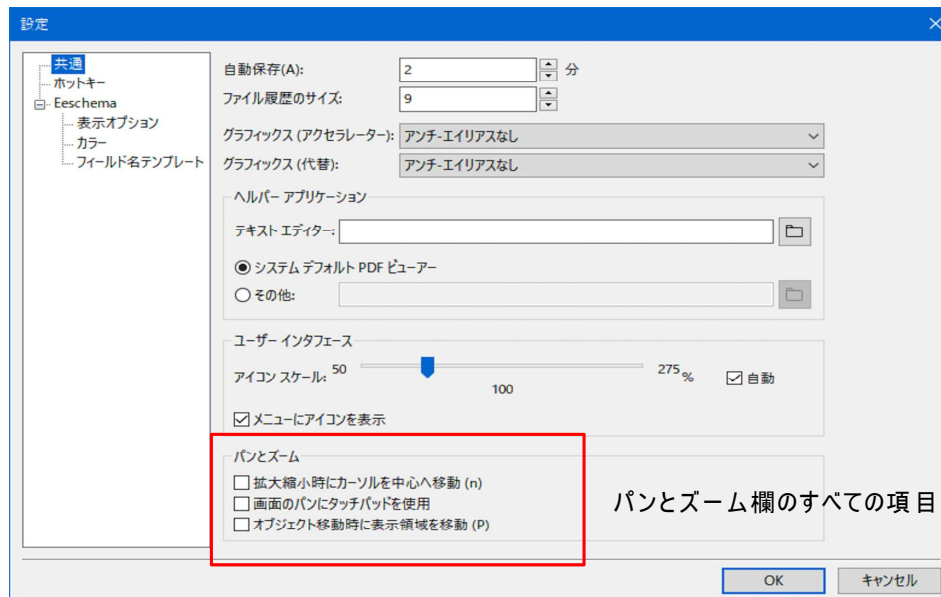 設定
共通
ホットキー
Eeschema
表示オプション
カラー
フィールド名テンプレート
自動保存(A): 2 分
ファイル履歴のサイズ: 9
グラフィックス (アクセラレーター): アンチ-エイリアスなし
グラフィックス (代替): アンチ-エイリアスなし
ヘルパー アプリケーション
テキスト エディター:
システム デフォルト PDF ビューアー
その他:
ユーザー インタフェース
アイコン スケール: 50 275 % 自動
100
メニューにアイコンを表示
パンとズーム
拡大縮小時にカーソルを中心へ移動 (n)
画面のパンにタッチパッドを使用
オブジェクト移動時に表示領域を移動 (P)
パンとズーム欄のすべての項目
OK キャンセル